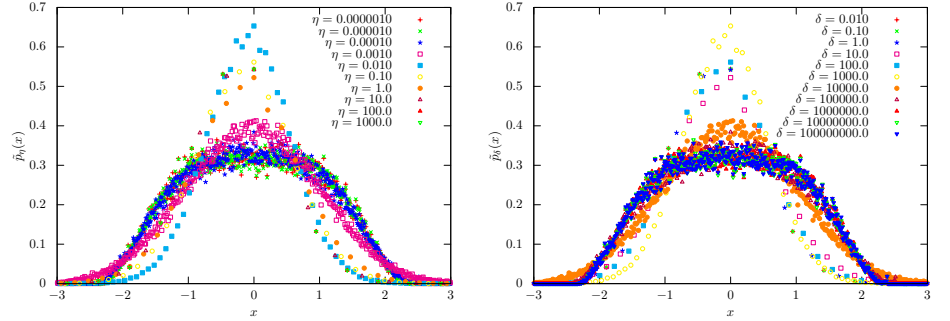 0.7
0.6
0.5
0.4
0.3
0.2
0.1
0
−3
−2
−1
0
1
2
3
p̃η(x)
x
η = 0.0000010
η = 0.000010
η = 0.00010
η = 0.0010
η = 0.010
η = 0.10
η = 1.0
η = 10.0
η = 100.0
η = 1000.0
0.7
0.6
0.5
0.4
0.3
0.2
0.1
0
−3
−2
−1
0
1
2
3
p̃δ(x)
x
δ = 0.010
δ = 0.10
δ = 1.0
δ = 10.0
δ = 100.0
δ = 1000.0
δ = 10000.0
δ = 100000.0
δ = 1000000.0
δ = 10000000.0
δ = 100000000.0